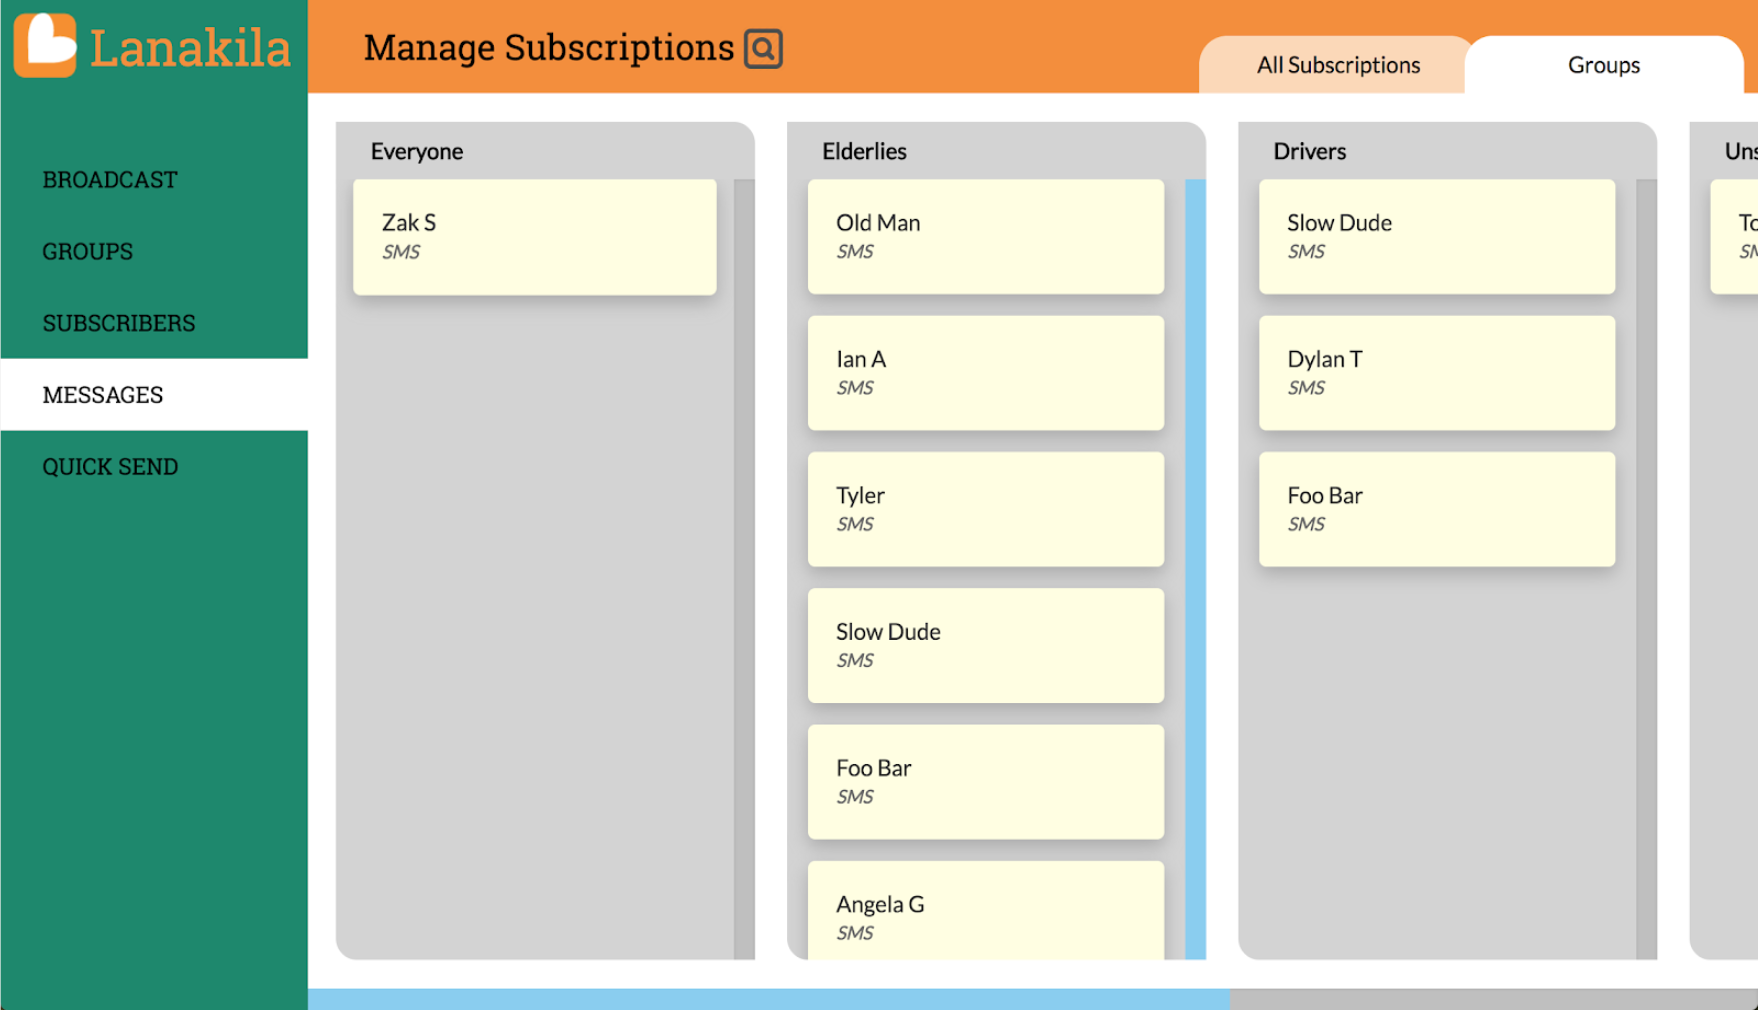 Lanakila
Manage Subscriptions
All Subscriptions
Groups
BROADCAST
GROUPS
SUBSCRIBERS
MESSAGES
QUICK SEND
Everyone
Zak S
SMS
Elderlies
Old Man
SMS
Ian A
SMS
Tyler
SMS
Slow Dude
SMS
Foo Bar
SMS
Angela G
SMS
Drivers
Slow Dude
SMS
Dylan T
SMS
Foo Bar
SMS